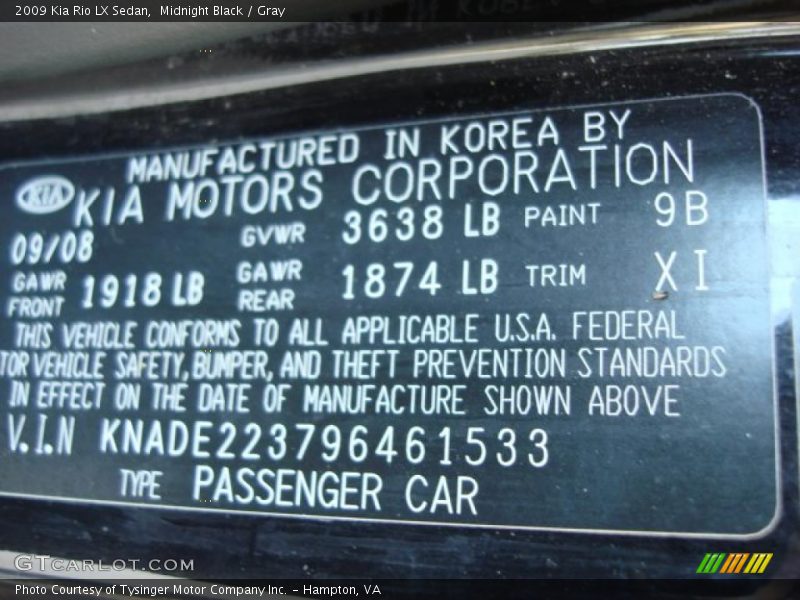 2009 Kia Rio LX Sedan, Midnight Black / Gray
MANUFACTURED IN KOREA BY
KIA KIA MOTORS CORPORATION
09/08 GVWR 3638 LB PAINT 9B
GAWR FRONT 1918 LB GAWR REAR 1874 LB TRIM XI
THIS VEHICLE CONFORMS TO ALL APPLICABLE U.S.A. FEDERAL
TOR VEHICLE SAFETY, BUMPER, AND THEFT PREVENTION STANDARDS
IN EFFECT ON THE DATE OF MANUFACTURE SHOWN ABOVE
V.I.N KNADE223796461533
TYPE PASSENGER CAR
GTCARLOT.COM
Photo Courtesy of Tysinger Motor Company Inc. – Hampton, VA